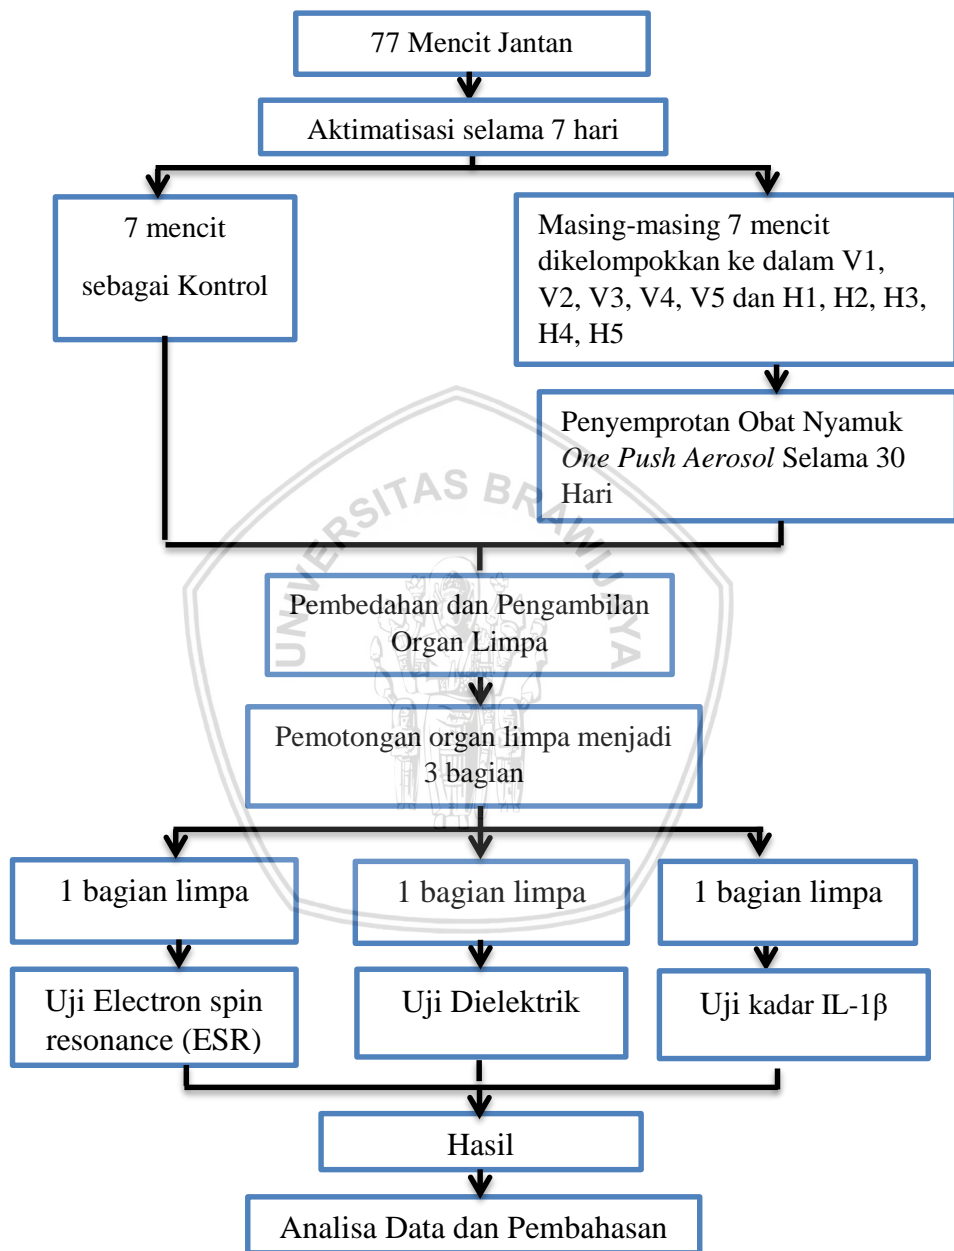 77 Mencit Jantan
Aktimatisasi selama 7 hari
7 mencit
sebagai Kontrol
Masing-masing 7 mencit
dikelompokkan ke dalam V1,
V2, V3, V4, V5 dan H1, H2, H3,
H4, H5
Penyemprotan Obat Nyamuk
One Push Aerosol Selama 30
Hari
UNIVERSITAS BRAWIJAYA
Pembedahan dan Pengambilan
Organ Limpa
Pemotongan organ limpa menjadi
3 bagian
1 bagian limpa
1 bagian limpa
1 bagian limpa
Uji Electron spin
resonance (ESR)
Uji Dielektrik
Uji kadar IL-1β
Hasil
Analisa Data dan Pembahasan